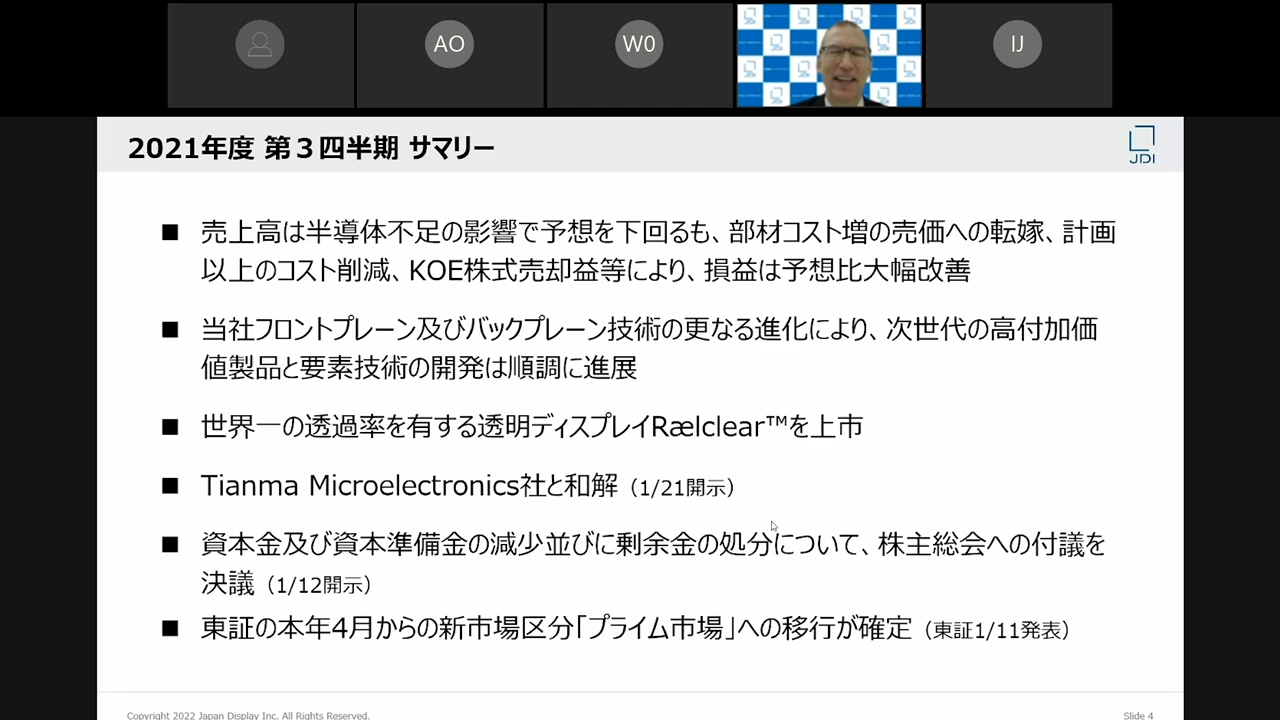 AO
W0
IJ
2021年度 第３四半期 サマリー
JDI
■ 売上高は半導体不足の影響で予想を下回るも、部材コスト増の売価への転嫁、計画
以上のコスト削減、KOE株式売却益等により、損益は予想比大幅改善
■ 当社フロントプレーン及びバックプレーン技術の更なる進化により、次世代の高付加価
値製品と要素技術の開発は順調に進展
■ 世界一の透過率を有する透明ディスプレイRælclear™を上市
■ Tianma Microelectronics社と和解（1/21開示）
■ 資本金及び資本準備金の減少並びに剰余金の処分について、株主総会への付議を
決議（1/12開示）
■ 東証の本年4月からの新市場区分「プライム市場」への移行が確定（東証1/11発表）
Copyright 2022 Japan Display Inc. All Rights Reserved.
Slide 4